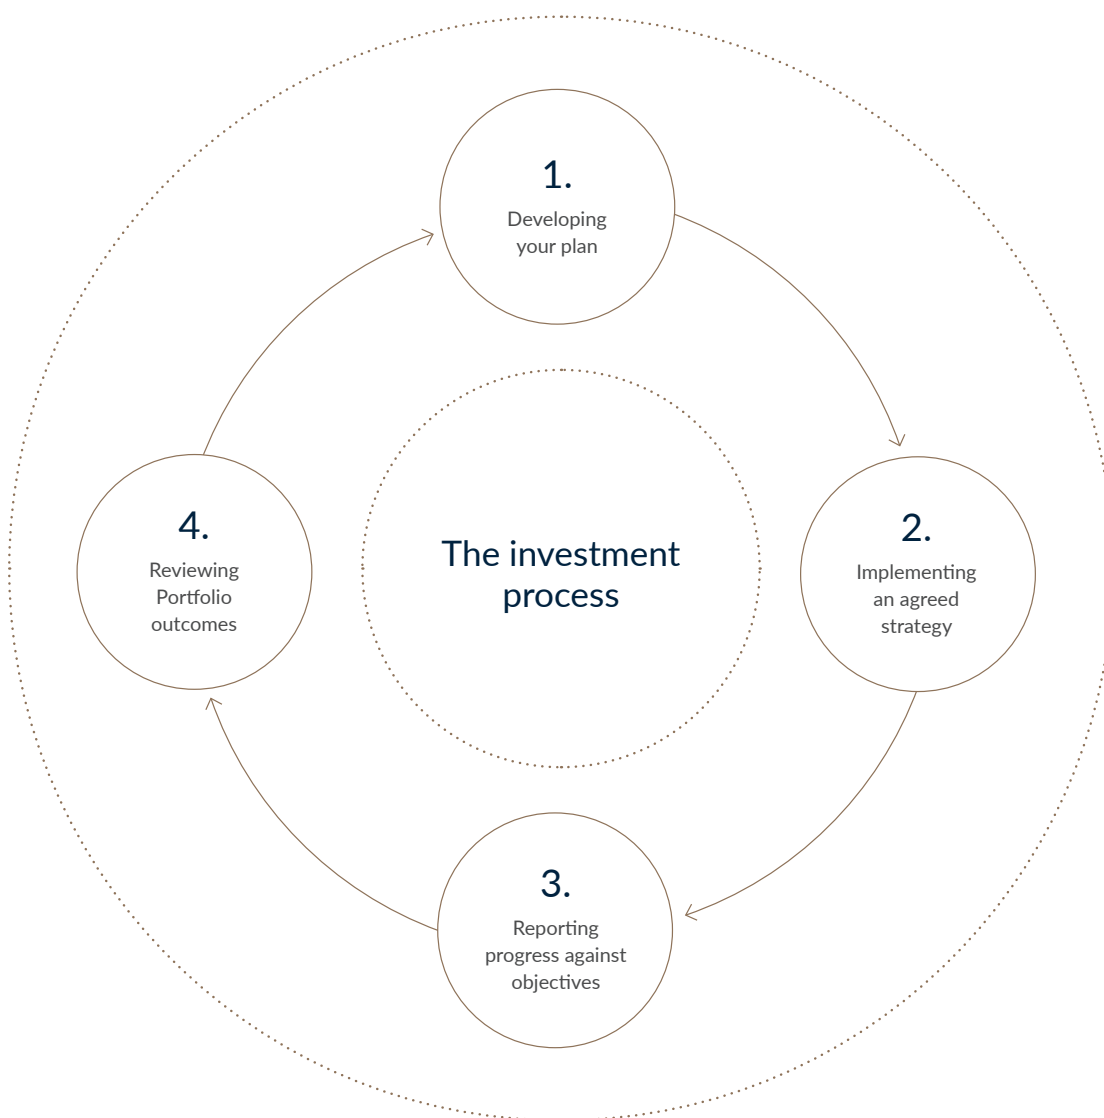 1.
Developing
your plan
2.
Implementing
an agreed
strategy
3.
Reporting
progress against
objectives
4.
Reviewing
Portfolio
outcomes
The investment
process